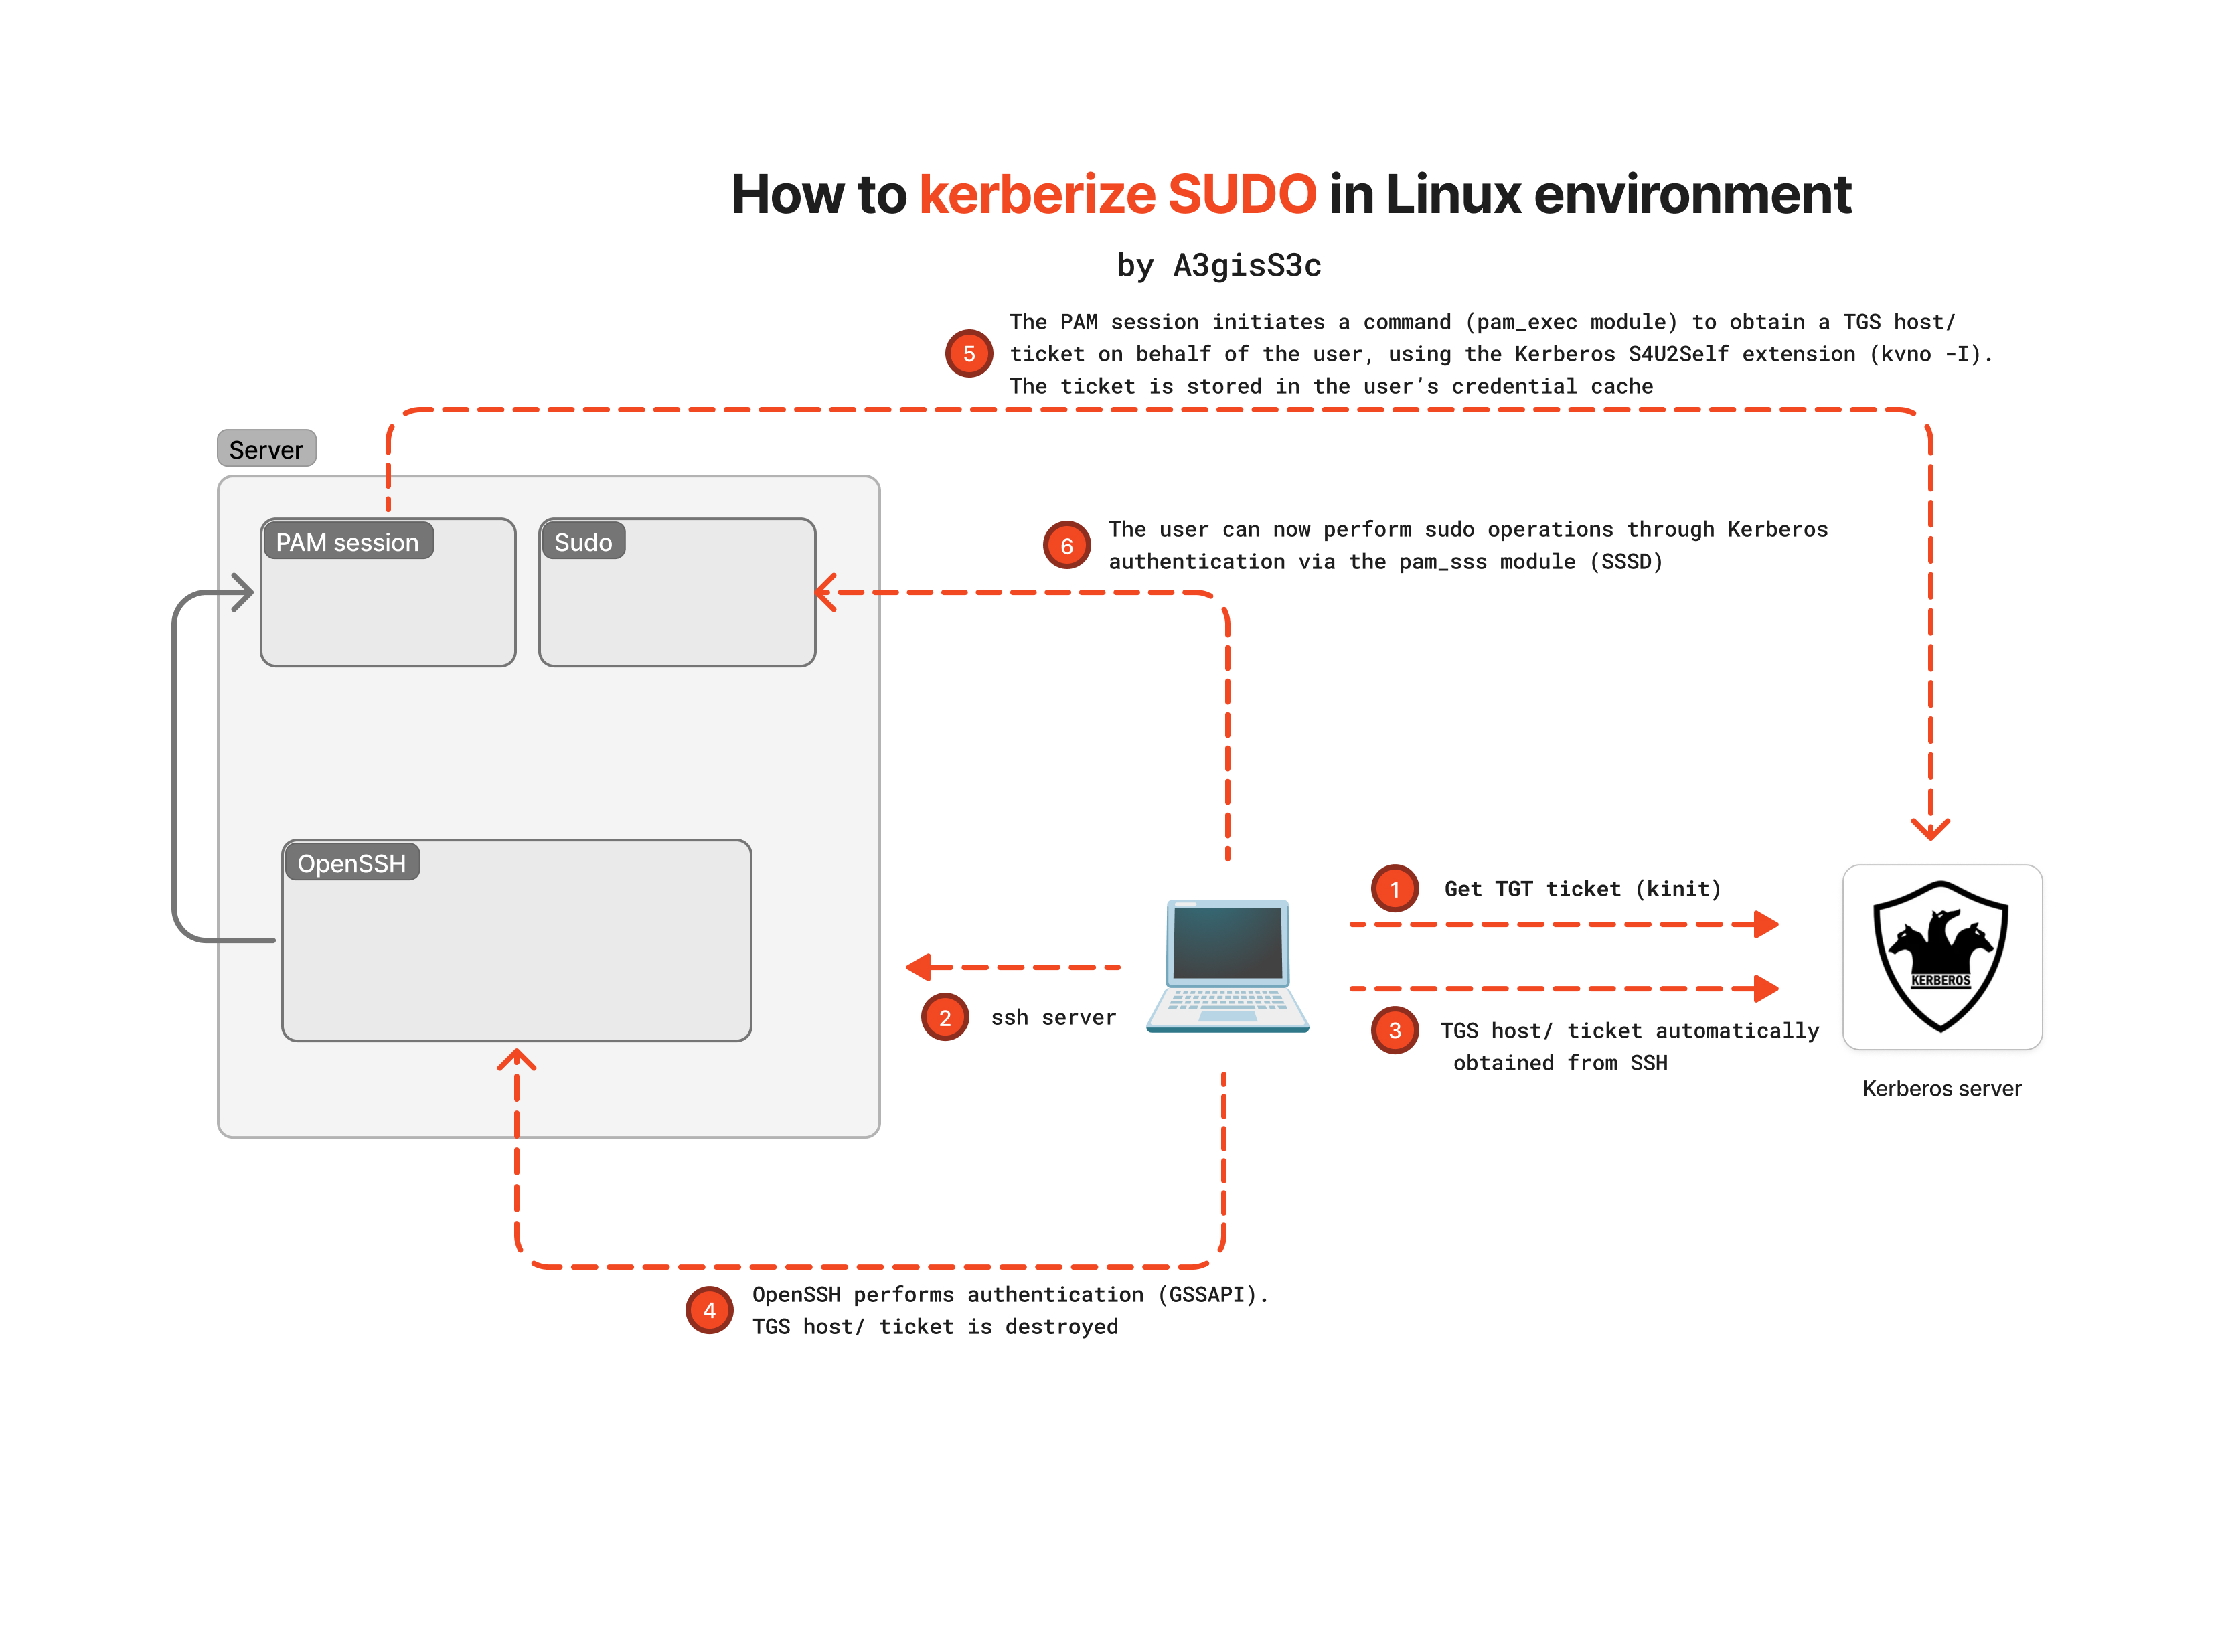 How to kerberize SUDO in Linux environment
by A3gisS3c
5
The PAM session initiates a command (pam_exec module) to obtain a TGS host/
ticket on behalf of the user, using the Kerberos S4U2Self extension (kvno -I).
The ticket is stored in the user’s credential cache
Server
PAM session
Sudo
6
The user can now perform sudo operations through Kerberos
authentication via the pam_sss module (SSSD)
OpenSSH
1
Get TGT ticket (kinit)
KERBEROS
2
ssh server
3
TGS host/ ticket automatically
obtained from SSH
Kerberos server
4
OpenSSH performs authentication (GSSAPI).
TGS host/ ticket is destroyed